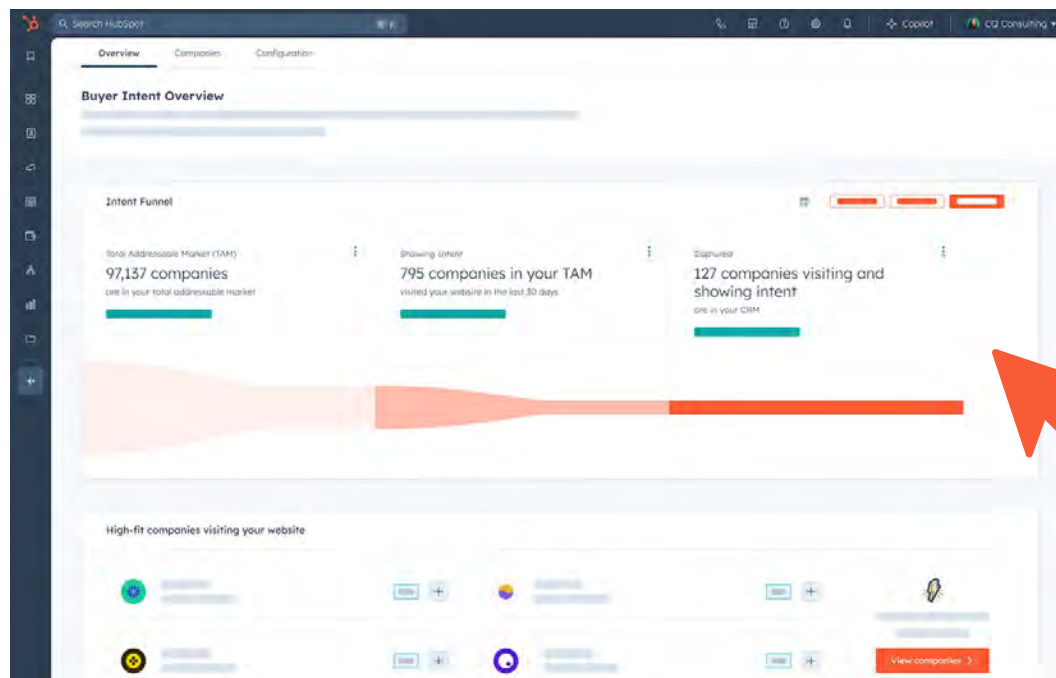 Search HubSpot
Copilot
CQ Consulting
Overview
Companies
Configuration
Buyer Intent Overview
Intent Funnel
Total Addressable Market (TAM)
97,137 companies
are in your total addressable market
Showing intent
795 companies in your TAM
visited your website in the last 30 days
Captured
127 companies visiting and
showing intent
are in your CRM
High-fit companies visiting your website
View companies